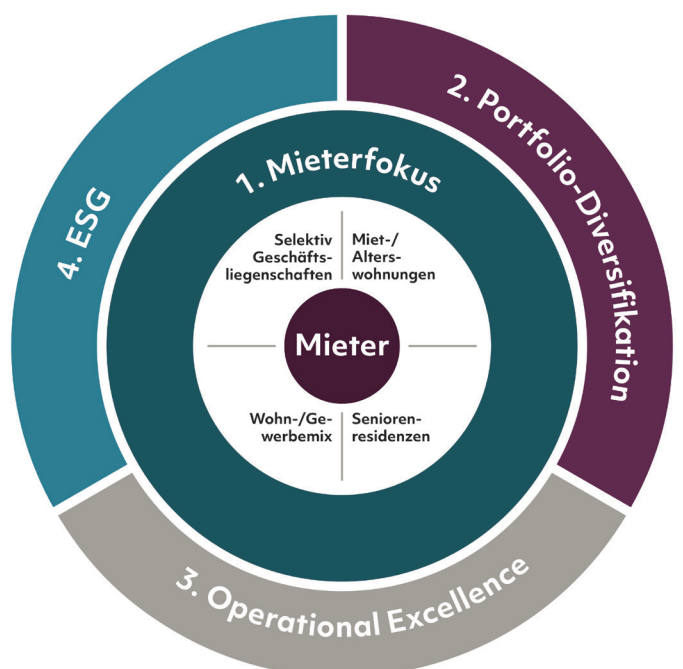 1. Mieterfokus
2. Portfolio-Diversifikation
3. Operational Excellence
4. ESG
Selektiv
Geschäfts-
liegenschaften
Miet-/
Alters-
wohnungen
Mieter
Wohn-/Ge-
werbemix
Senioren-
residenzen